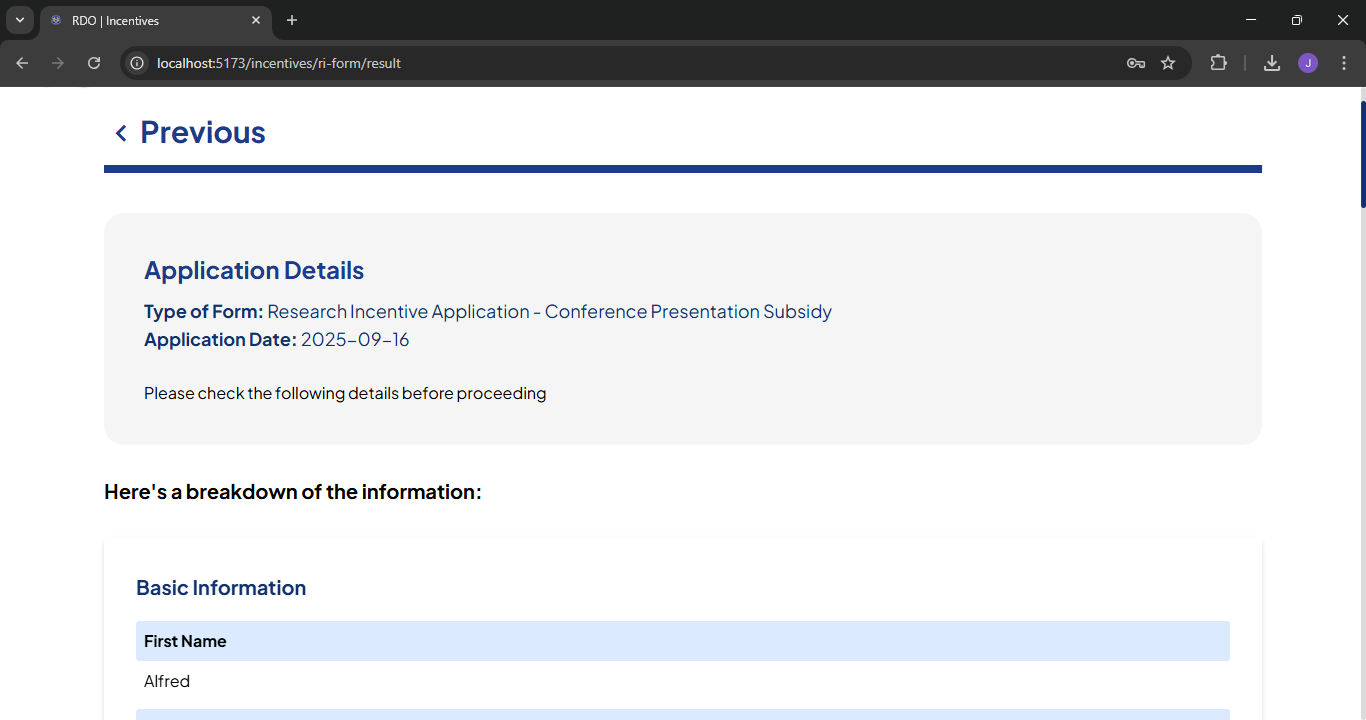 RDO | Incentives
localhost:5173/incentives/ri-form/result
J
Previous
Application Details
Type of Form: Research Incentive Application - Conference Presentation Subsidy
Application Date: 2025-09-16
Please check the following details before proceeding
Here's a breakdown of the information:
Basic Information
First Name
Alfred